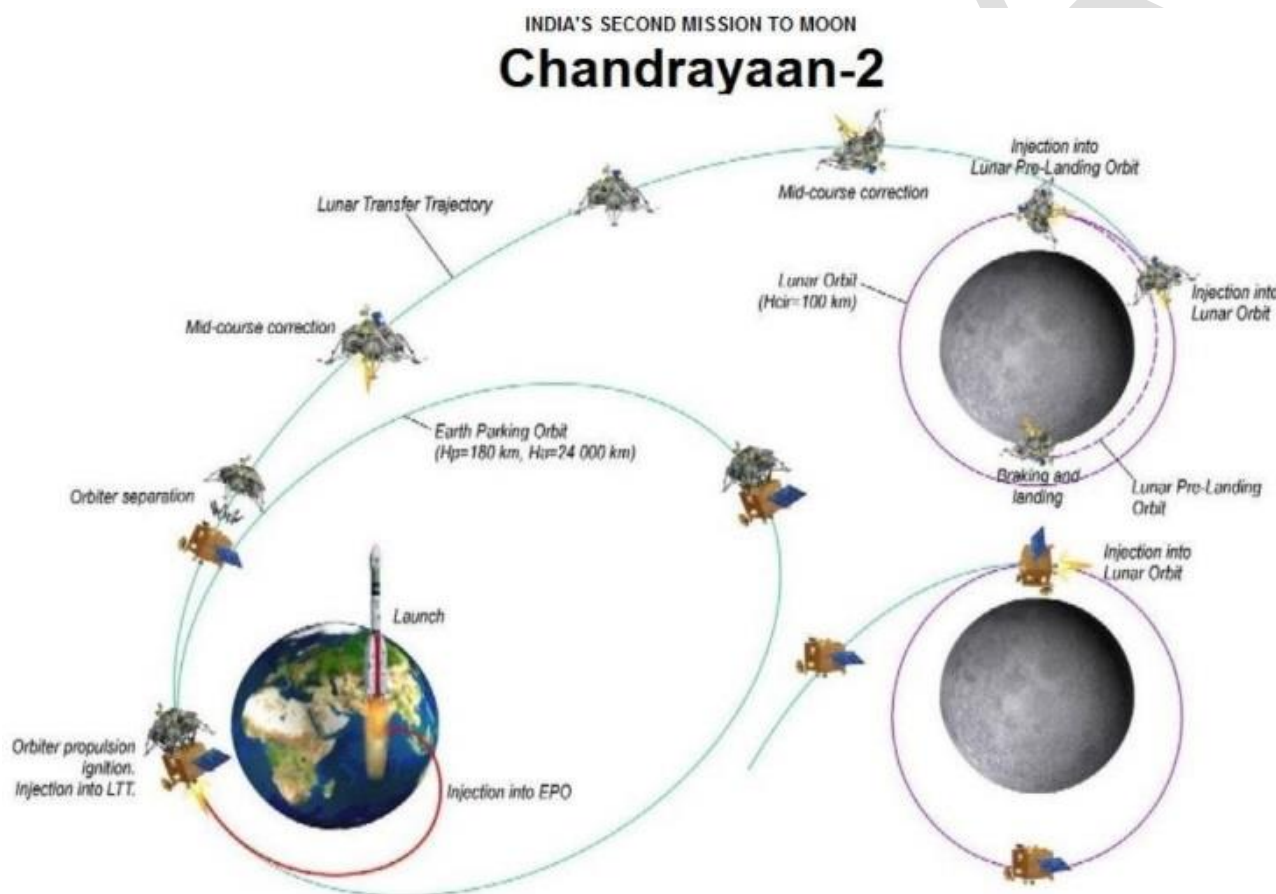 INDIA'S SECOND MISSION TO MOON
Chandrayaan-2
Injection into
Lunar Pre-Landing Orbit
Mid-course correction
Lunar Transfer Trajectory
Lunar Orbit
(Hcir=100 km)
Injection into
Lunar Orbit
Mid-course correction
Earth Parking Orbit
(Hp=180 km, Ha=24 000 km)
Orbiter separation
Braking and
landing
Lunar Pre-Landing
Orbit
Injection into
Lunar Orbit
Launch
Orbiter propulsion
ignition.
Injection into LTT.
Injection into EPO